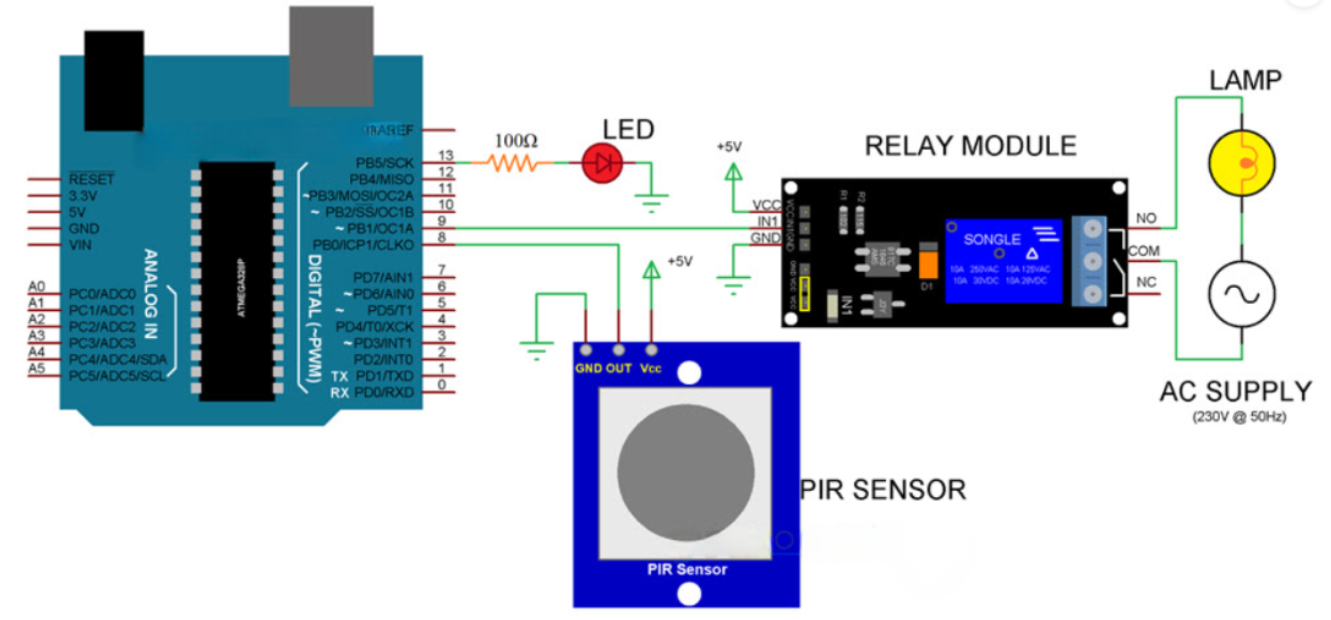 LAMP
LED
100Ω
RELAY MODULE
+5V
AREF
PB5/SCK 13
PB4/MISO 12
~PB3/MOSI/OC2A 11
~ PB2/SS/OC1B 10
~ PB1/OC1A 9
PB0/ICP1/CLKO 8
PD7/AIN1 7
~PD6/AIN0 6
~ PD5/T1 5
PD4/T0/XCK 4
~PD3/INT1 3
PD2/INT0 2
TX PD1/TXD 1
RX PD0/RXD 0
RESET
3.3V
5V
GND
VIN
A0 PC0/ADC0
A1 PC1/ADC1
A2 PC2/ADC2
A3 PC3/ADC3
A4 PC4/ADC4/SDA
A5 PC5/ADC5/SCL
ANALOG IN
ATMEGA328P
DIGITAL (~PWM)
VCC
IN1
GND
VCC IN1 GND
GND VCC
R1
R2
D1
IN1
SONGLE
10A 250VAC 10A 125VAC
10A 30VDC 10A 28VDC
NO
COM
NC
+5V
GND OUT Vcc
PIR Sensor
PIR SENSOR
AC SUPPLY
(230V @ 50Hz)